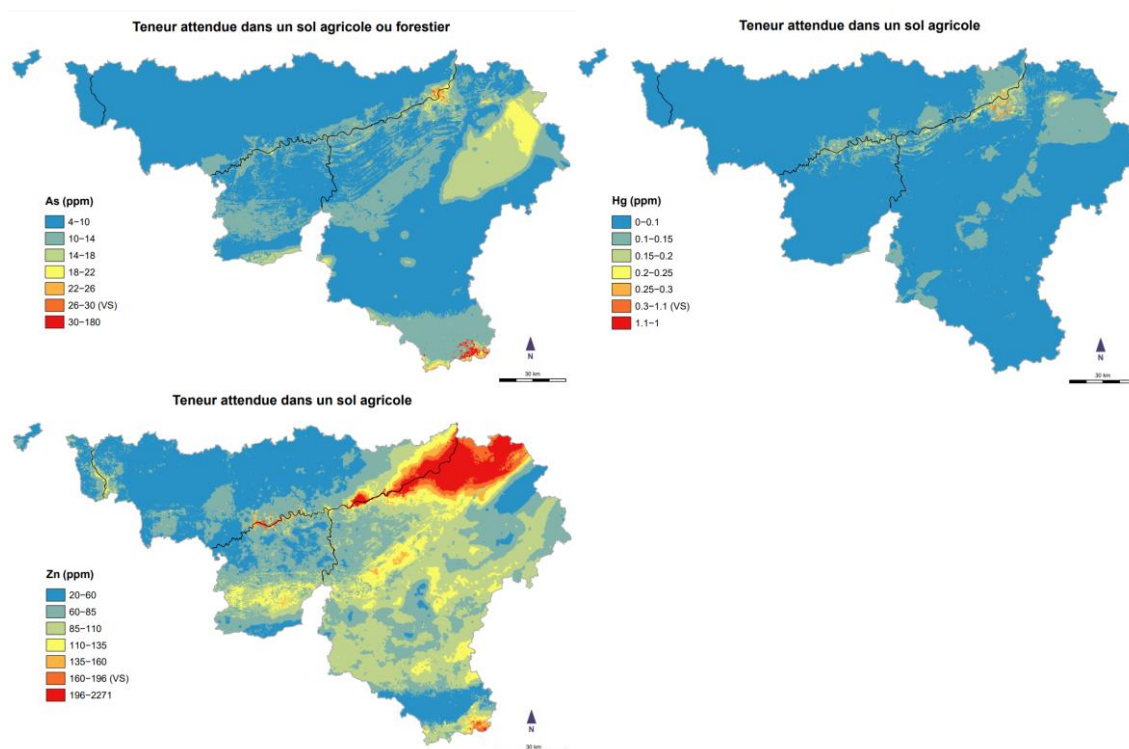 Teneur attendue dans un sol agricole ou forestier
As (ppm)
4−10
10−14
14−18
18−22
22−26
26−30 (VS)
30−180
N
30 km
Teneur attendue dans un sol agricole
Hg (ppm)
0−0.1
0.1−0.15
0.15−0.2
0.2−0.25
0.25−0.3
0.3−1.1 (VS)
1.1−1
N
30 km
Teneur attendue dans un sol agricole
Zn (ppm)
20−60
60−85
85−110
110−135
135−160
160−196 (VS)
196−2271
N
30 km